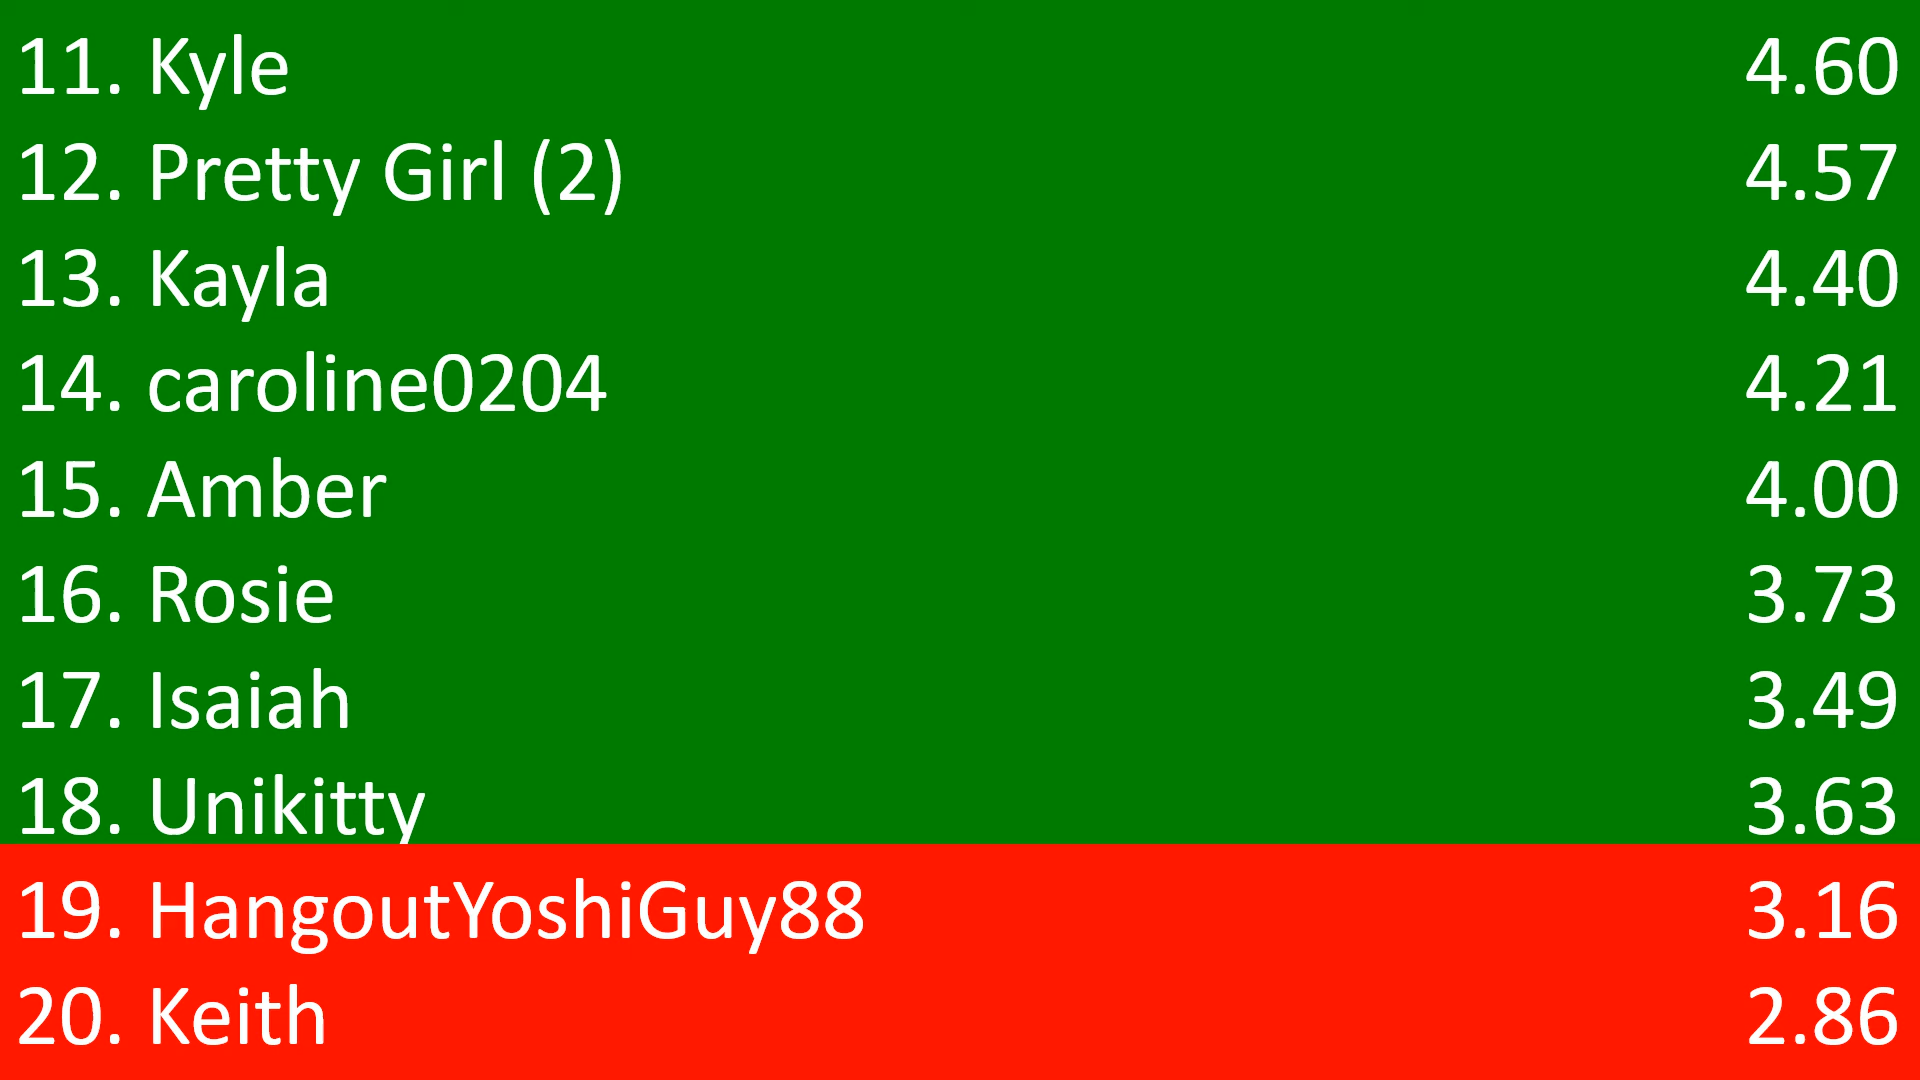 11. Kyle 4.60
12. Pretty Girl (2) 4.57
13. Kayla 4.40
14. caroline0204 4.21
15. Amber 4.00
16. Rosie 3.73
17. Isaiah 3.49
18. Unikitty 3.63
19. HangoutYoshiGuy88 3.16
20. Keith 2.86